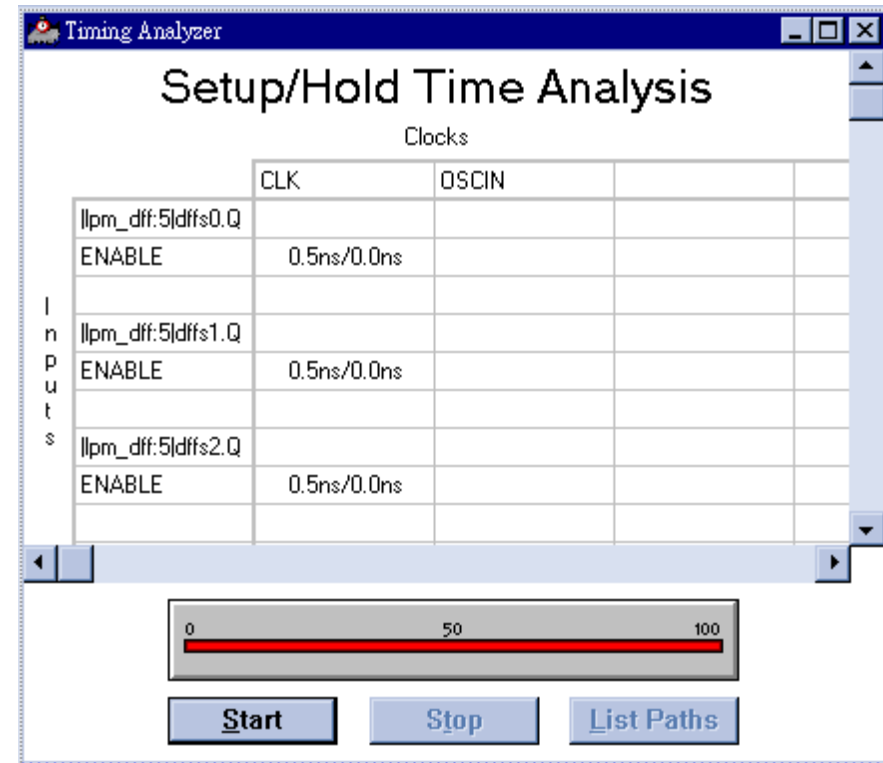 Timing Analyzer
Setup/Hold Time Analysis
Clocks
CLK OSCIN
Inputs
|lpm_dff:5|dffs0.Q
ENABLE 0.5ns/0.0ns
|lpm_dff:5|dffs1.Q
ENABLE 0.5ns/0.0ns
|lpm_dff:5|dffs2.Q
ENABLE 0.5ns/0.0ns
0 50 100
Start Stop List Paths